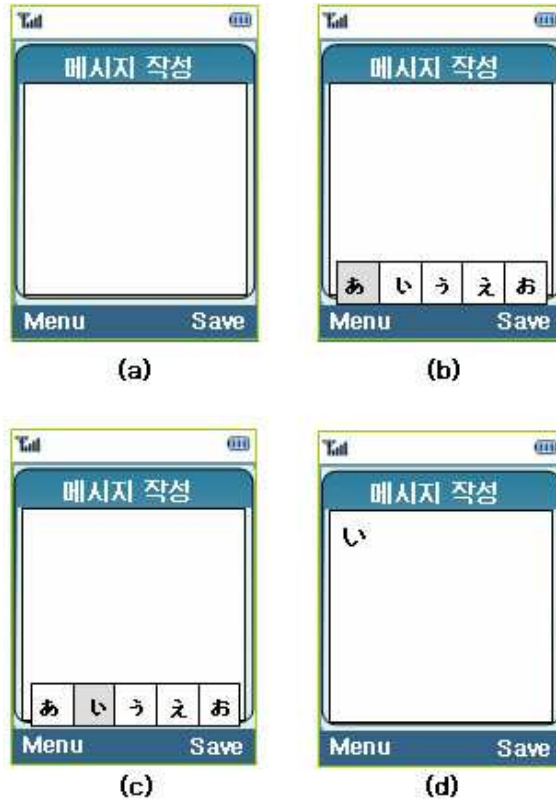 메시지 작성
Menu Save
(a)
메시지 작성
あ い う え お
Menu Save
(b)
메시지 작성
あ い う え お
Menu Save
(c)
메시지 작성
い
Menu Save
(d)